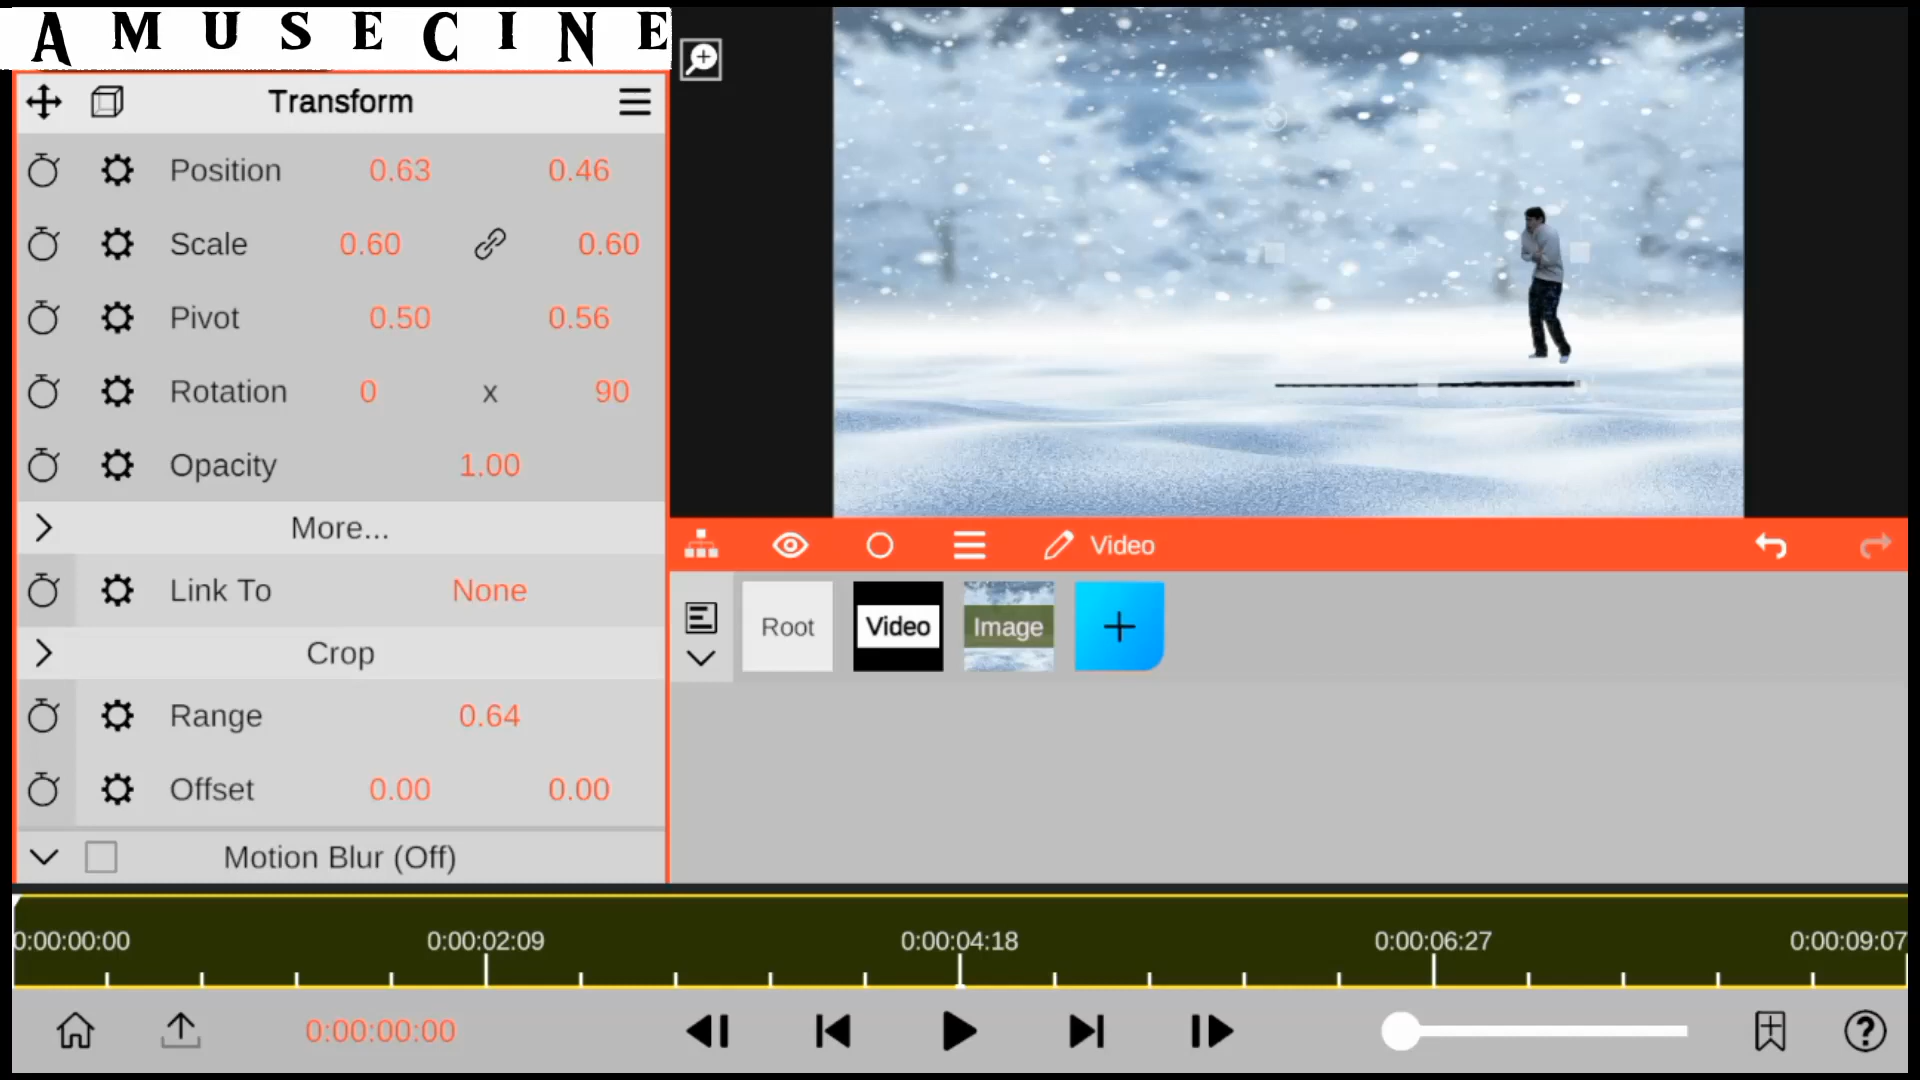 AMUSECINE
Transform
Position 0.63 0.46
Scale 0.60 0.60
Pivot 0.50 0.56
Rotation 0 x 90
Opacity 1.00
More...
Link To None
Crop
Range 0.64
Offset 0.00 0.00
Motion Blur (Off)
Video
Root Video Image
0:00:00:00 0:00:02:09 0:00:04:18 0:00:06:27 0:00:09:07
0:00:00:00